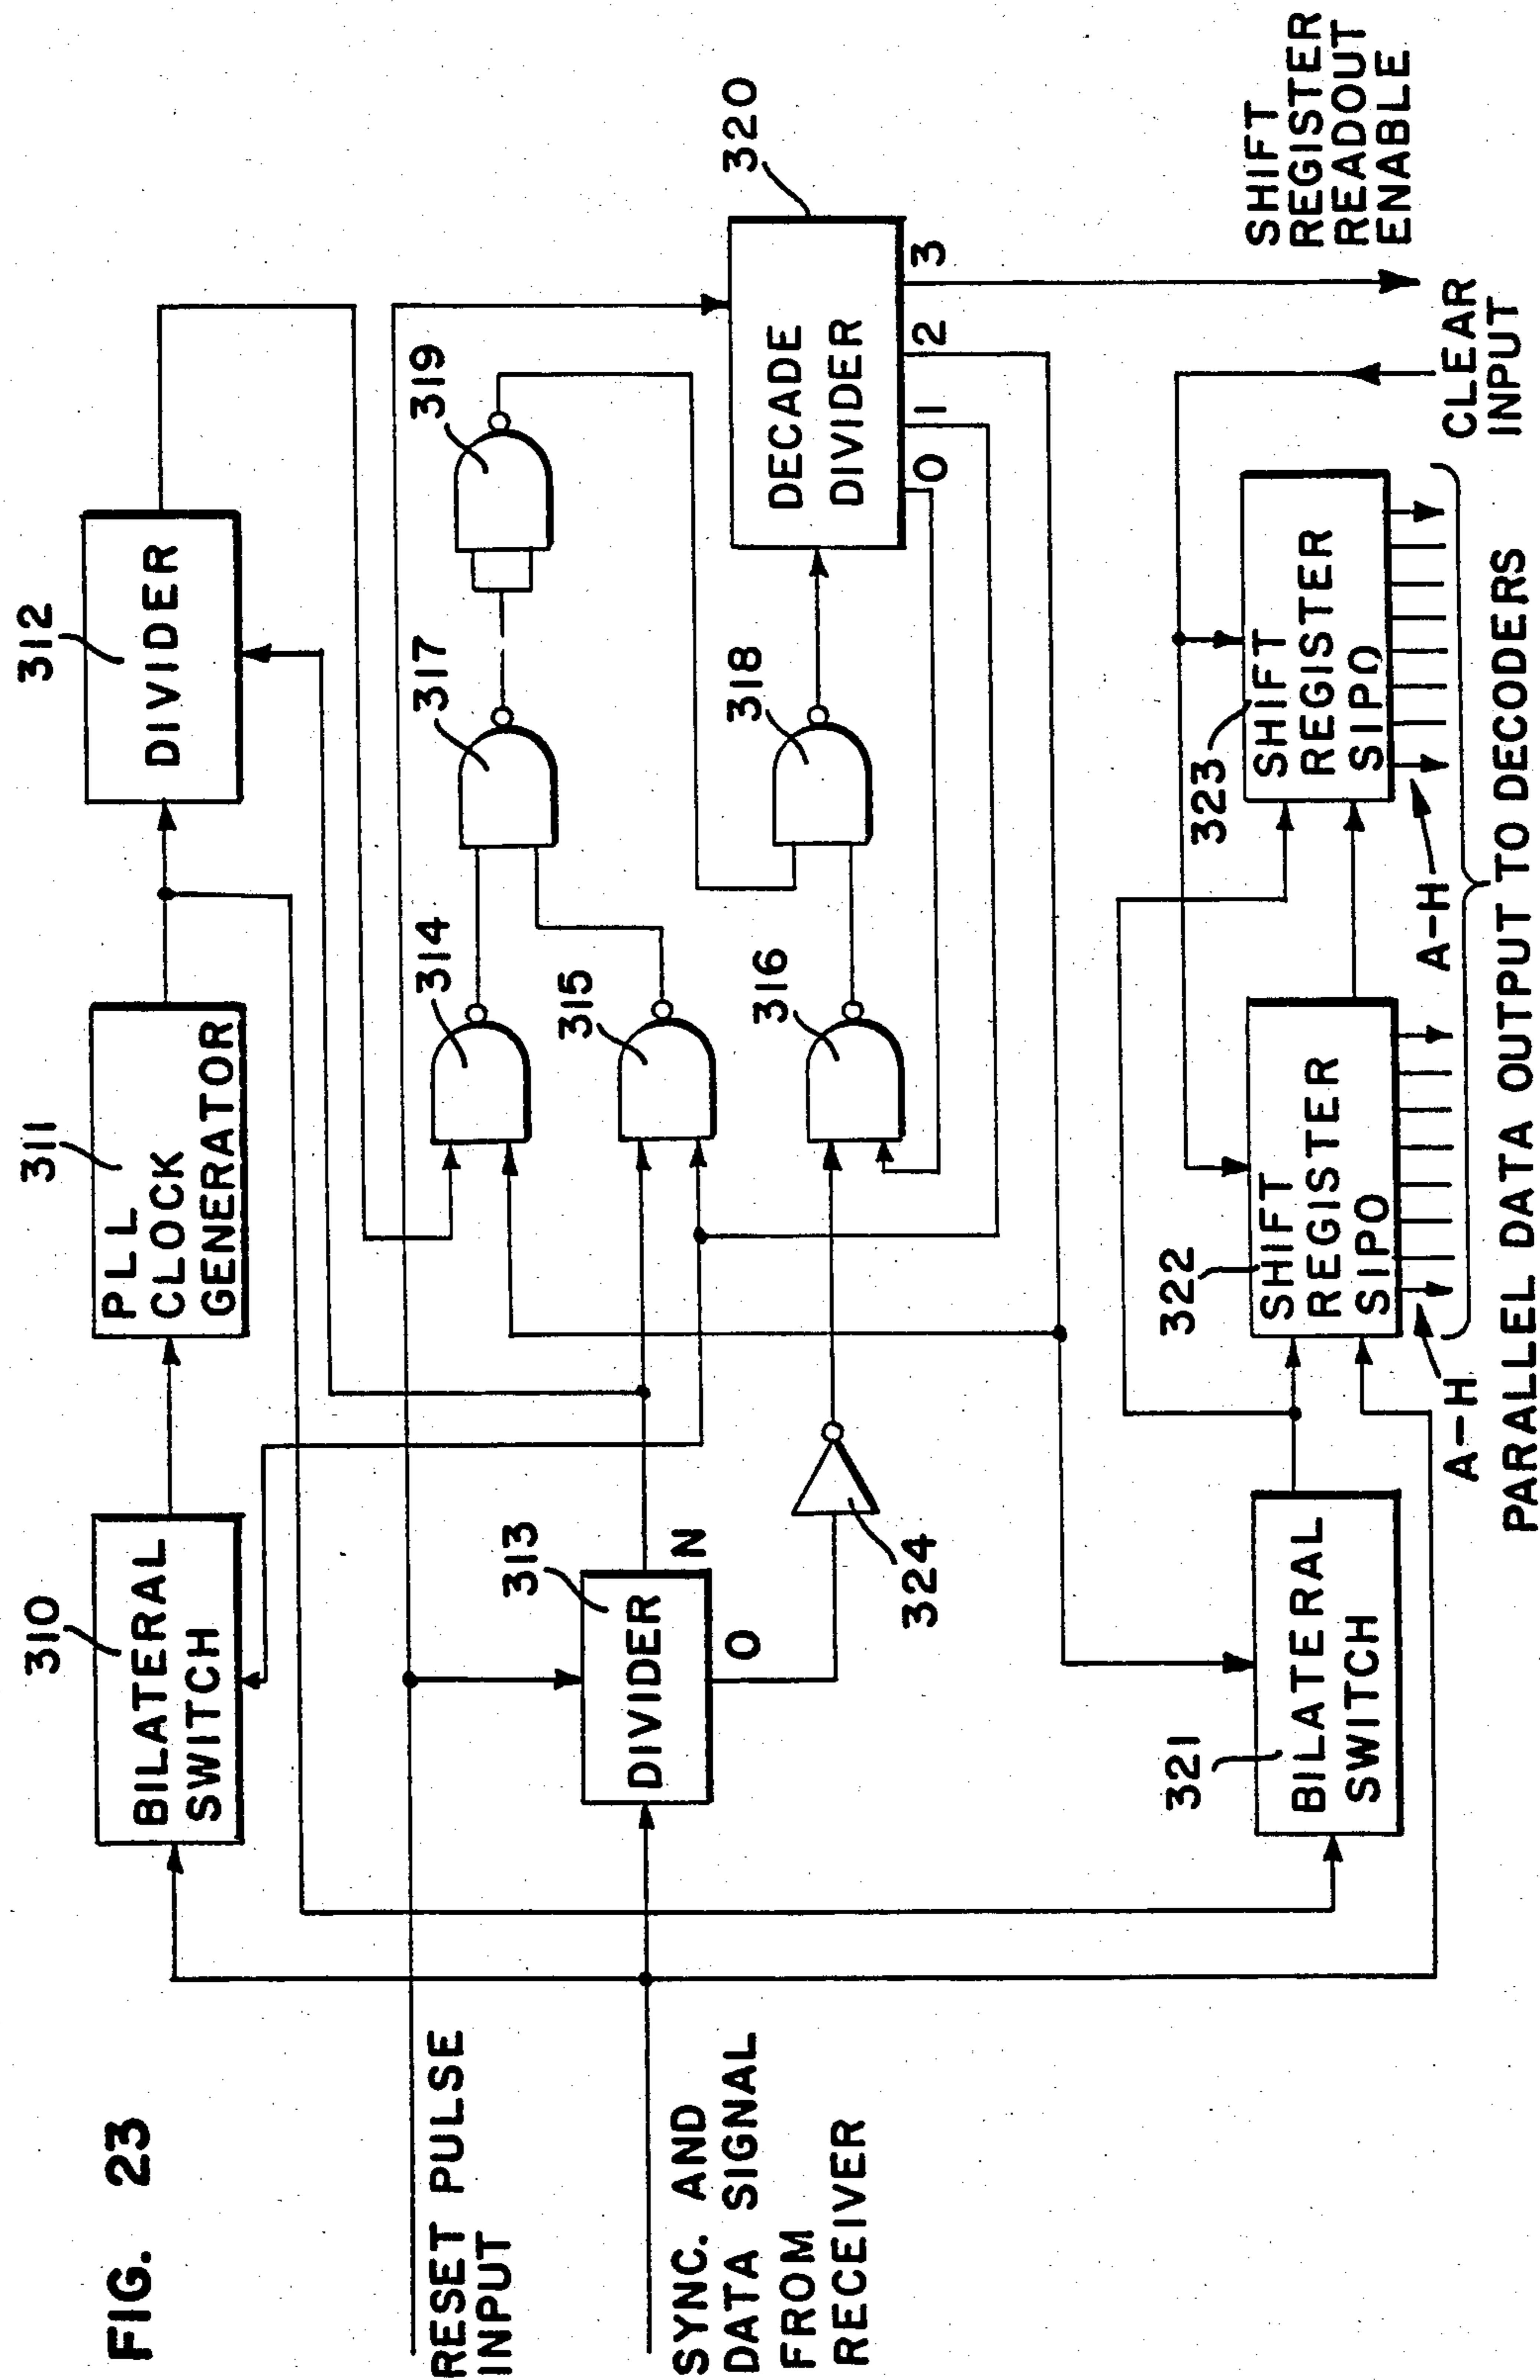 FIG. 23
310
BILATERAL
SWITCH
311
PLL
CLOCK
GENERATOR
312
DIVIDER
RESET PULSE
INPUT
SYNC. AND
DATA SIGNAL
FROM
RECEIVER
313
DIVIDER
N
0
324
314
315
316
317
318
319
320
DECADE
DIVIDER
0
1
2
3
321
BILATERAL
SWITCH
322
SHIFT
REGISTER
SIPO
A-H
323
SHIFT
REGISTER
SIPO
A-H
CLEAR
INPUT
SHIFT
REGISTER
READOUT
ENABLE
PARALLEL DATA OUTPUT TO DECODERS